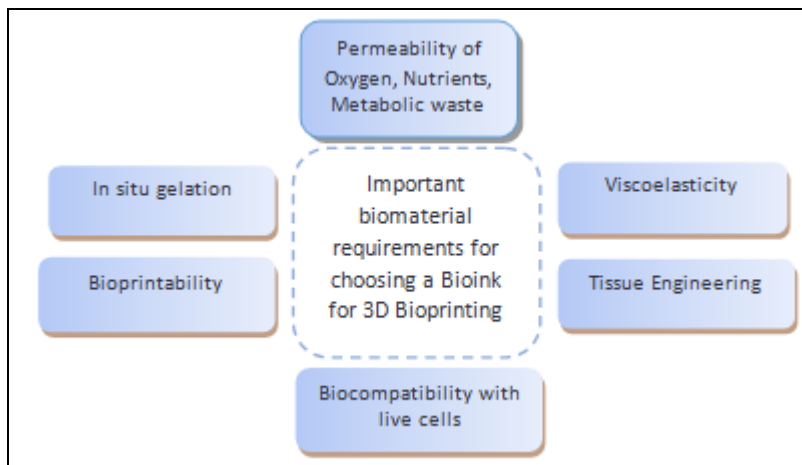 Permeability of
Oxygen, Nutrients,
Metabolic waste
In situ gelation
Bioprintability
Important
biomaterial
requirements for
choosing a Bioink
for 3D Bioprinting
Viscoelasticity
Tissue Engineering
Biocompatibility with
live cells